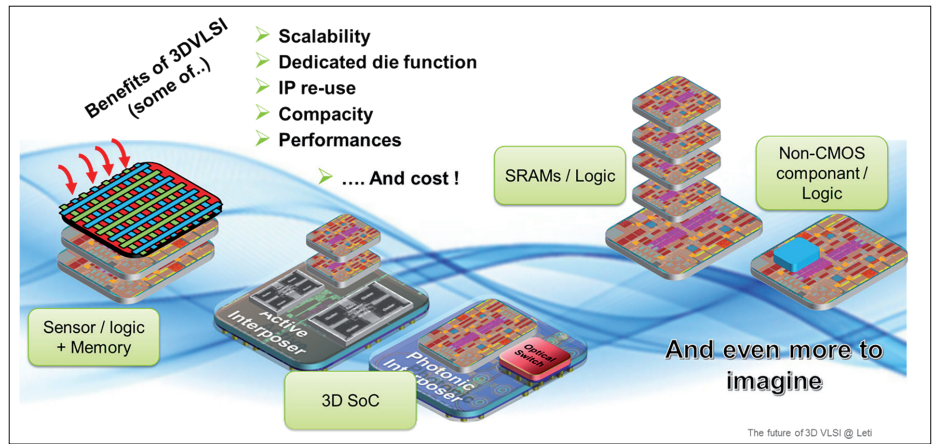 Benefits of 3DVLSI
(some of..)
Scalability
Dedicated die function
IP re-use
Compacity
Performances
.... And cost !
Sensor / logic
+ Memory
Active
Interposer
3D SoC
Photonic
Interposer
Optical
Switch
SRAMs / Logic
Non-CMOS
componant /
Logic
And even more to
imagine
The future of 3D VLSI @ Leti